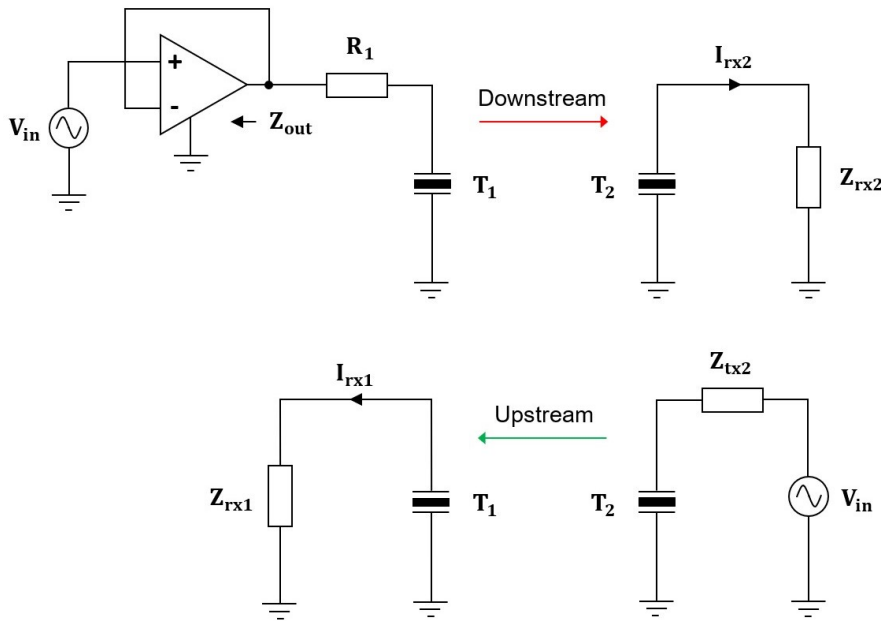 R1
+
-
Vin
Zout
T1
Downstream
Irx2
T2
Zrx2
Irx1
Zrx1
T1
Upstream
Ztx2
T2
Vin